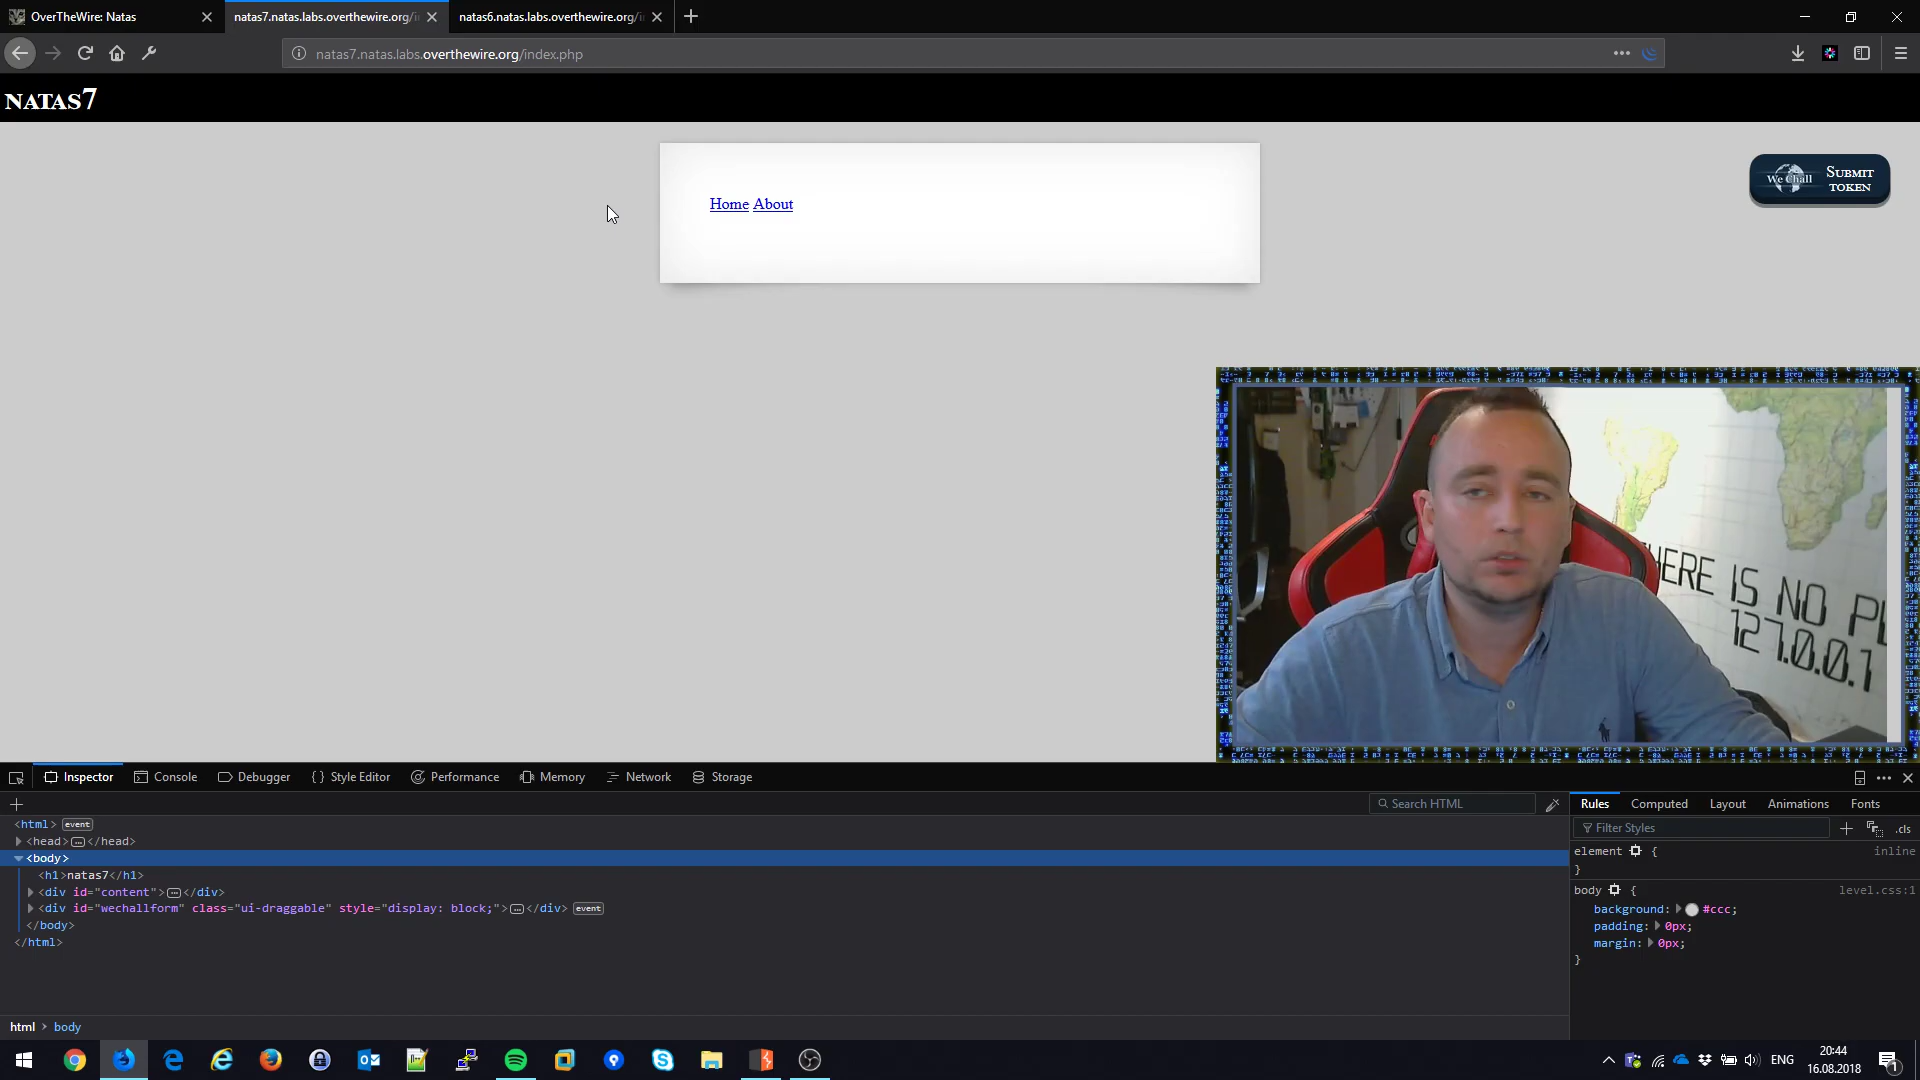 OverTheWire: Natas
natas7.natas.labs.overthewire.org/i
natas6.natas.labs.overthewire.org/i
natas7.natas.labs.overthewire.org/index.php
NATAS7
Home About
We Chall
SUBMIT
TOKEN
HERE IS NO PL
127.0.0.1
Inspector Console Debugger {} Style Editor Performance Memory Network Storage
Search HTML
Rules Computed Layout Animations Fonts
Filter Styles
.cls
<html> event
<head> </head>
<body>
<h1>natas7</h1>
<div id="content"> </div>
<div id="wechallform" class="ui-draggable" style="display: block;"> </div> event
</body>
</html>
element { inline
}
body { level.css:1
background: #ccc;
padding: 0px;
margin: 0px;
}
html > body
ENG
20:44
16.08.2018
1